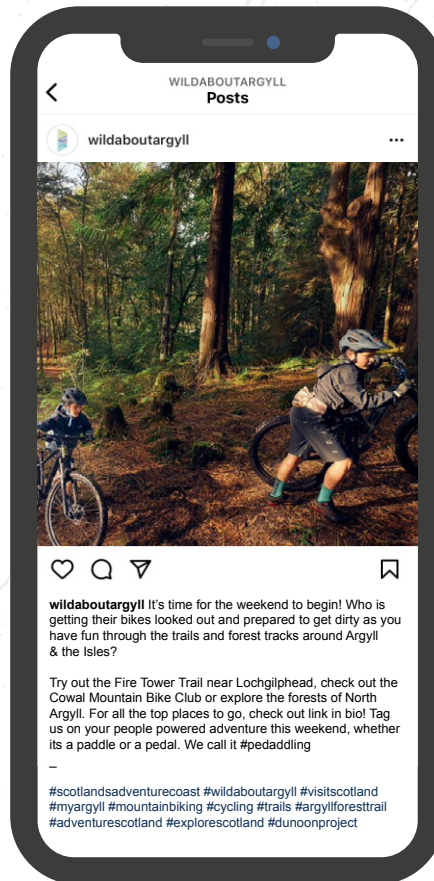 WILDABOUTARGYLL
Posts
wildaboutargyll
wildaboutargyll It's time for the weekend to begin! Who is
getting their bikes looked out and prepared to get dirty as you
have fun through the trails and forest tracks around Argyll
& the Isles?
Try out the Fire Tower Trail near Lochgilphead, check out the
Cowal Mountain Bike Club or explore the forests of North
Argyll. For all the top places to go, check out link in bio! Tag
us on your people powered adventure this weekend, whether
its a paddle or a pedal. We call it #pedaddling
_
#scotlandsadventurecoast #wildaboutargyll #visitscotland
#myargyll #mountainbiking #cycling #trails #argyllforesttrail
#adventurescotland #explorescotland #dunoonproject